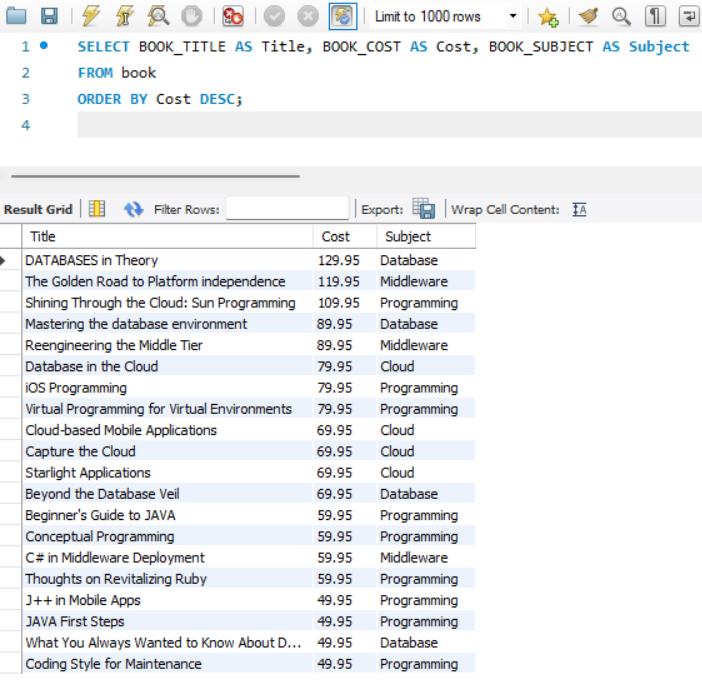 Limit to 1000 rows
1 SELECT BOOK_TITLE AS Title, BOOK_COST AS Cost, BOOK_SUBJECT AS Subject
2 FROM book
3 ORDER BY Cost DESC;
4
Result Grid Filter Rows: Export: Wrap Cell Content: IA
Title Cost Subject
DATABASES in Theory 129.95 Database
The Golden Road to Platform independence 119.95 Middleware
Shining Through the Cloud: Sun Programming 109.95 Programming
Mastering the database environment 89.95 Database
Reengineering the Middle Tier 89.95 Middleware
Database in the Cloud 79.95 Cloud
iOS Programming 79.95 Programming
Virtual Programming for Virtual Environments 79.95 Programming
Cloud-based Mobile Applications 69.95 Cloud
Capture the Cloud 69.95 Cloud
Starlight Applications 69.95 Cloud
Beyond the Database Veil 69.95 Database
Beginner's Guide to JAVA 59.95 Programming
Conceptual Programming 59.95 Programming
C# in Middleware Deployment 59.95 Middleware
Thoughts on Revitalizing Ruby 59.95 Programming
J++ in Mobile Apps 49.95 Programming
JAVA First Steps 49.95 Programming
What You Always Wanted to Know About D... 49.95 Database
Coding Style for Maintenance 49.95 Programming